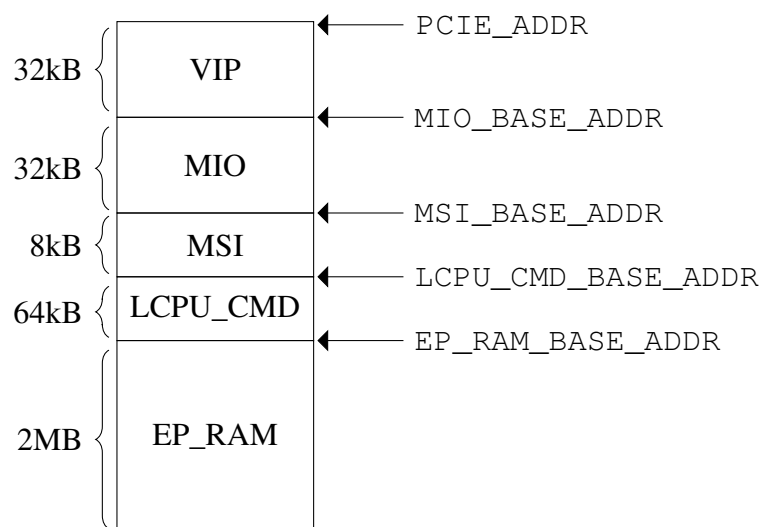 PCIE_ADDR
32kB VIP
MIO_BASE_ADDR
32kB MIO
MSI_BASE_ADDR
8kB MSI
LCPU_CMD_BASE_ADDR
64kB LCPU_CMD
EP_RAM_BASE_ADDR
2MB EP_RAM